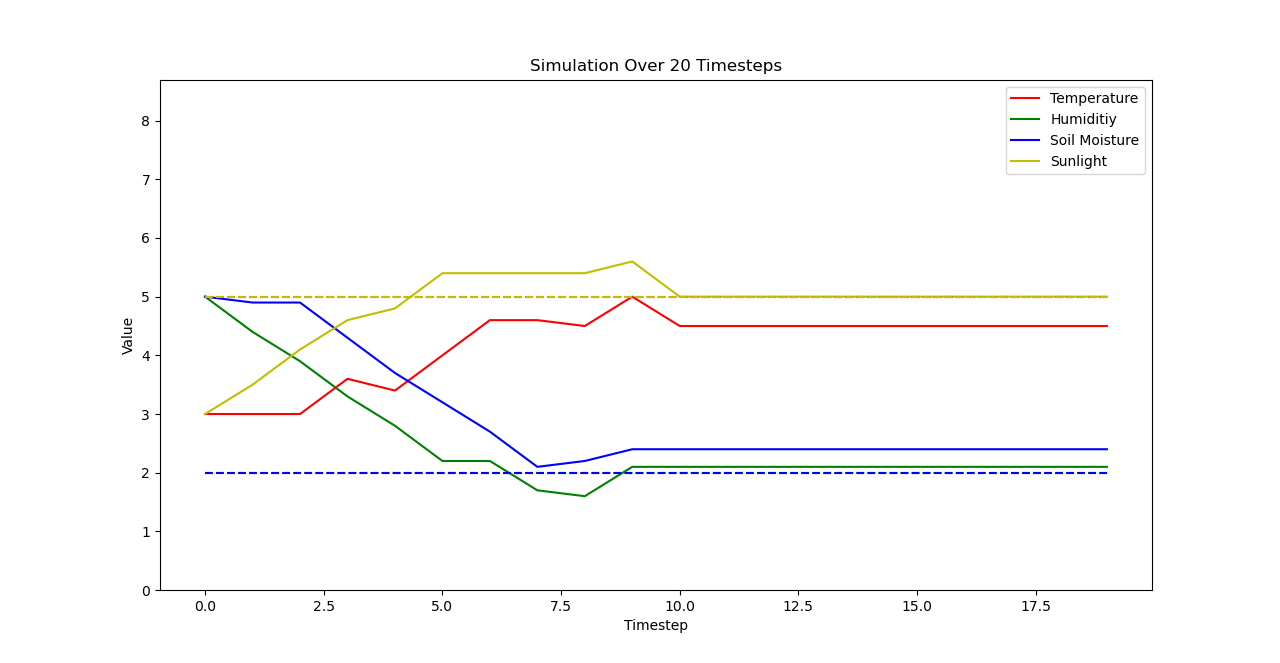 Simulation Over 20 Timesteps
Temperature
Humiditiy
Soil Moisture
Sunlight
8
7
6
5
4
3
2
1
0
Value
0.0 2.5 5.0 7.5 10.0 12.5 15.0 17.5
Timestep